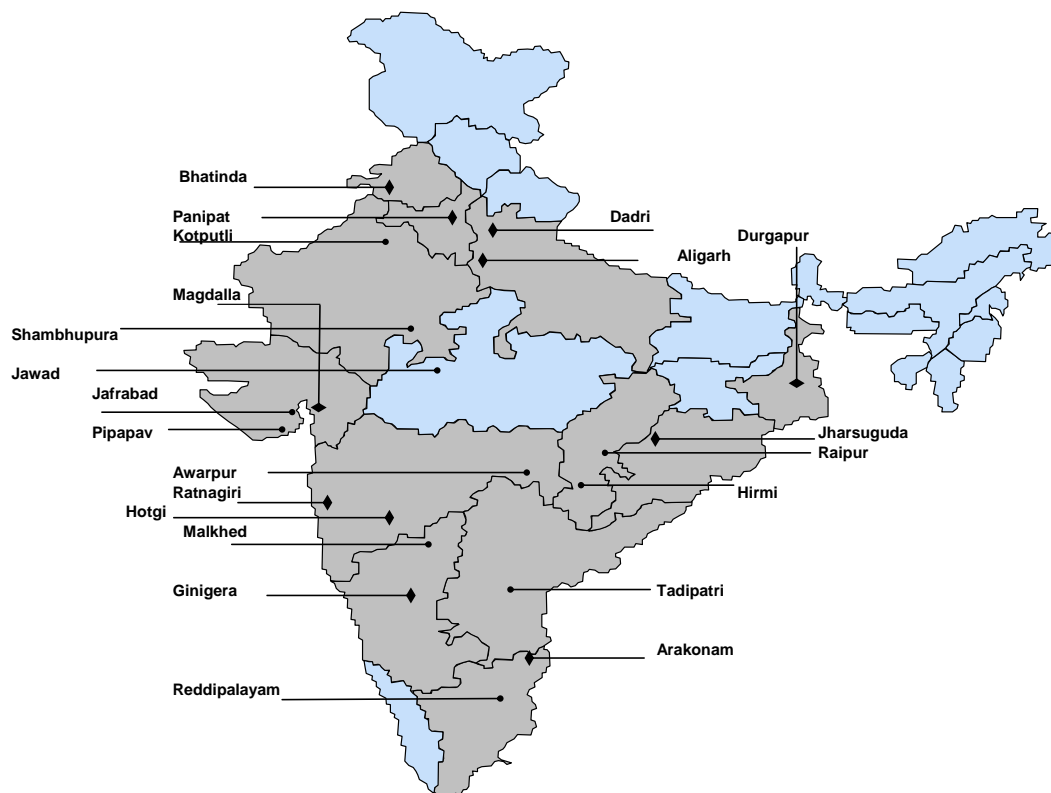 Bhatinda
Panipat
Dadri
Kotputli
Durgapur
Aligarh
Magdalla
Shambhupura
Jawad
Jafrabad
Pipapav
Jharsuguda
Raipur
Awarpur
Ratnagiri
Hirmi
Hotgi
Malkhed
Ginigera
Tadipatri
Arakonam
Reddipalayam